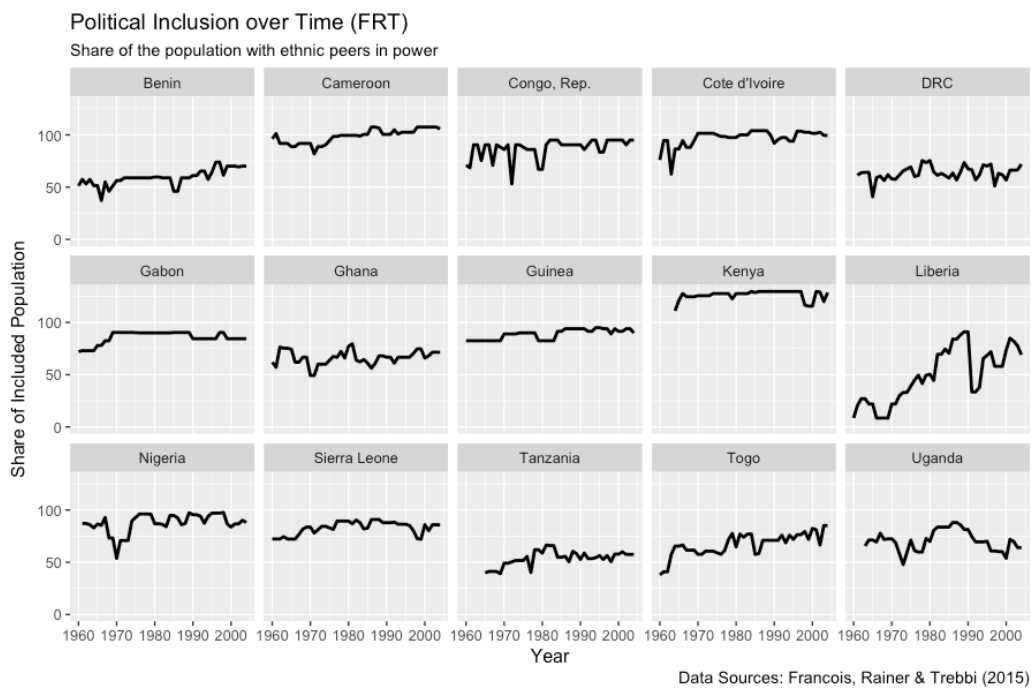 Political Inclusion over Time (FRT)
Share of the population with ethnic peers in power
Benin
Cameroon
Congo, Rep.
Cote d'Ivoire
DRC
100
50
0
Gabon
Ghana
Guinea
Kenya
Liberia
100
50
0
Nigeria
Sierra Leone
Tanzania
Togo
Uganda
100
50
0
Share of Included Population
1960 1970 1980 1990 2000
1960 1970 1980 1990 2000
1960 1970 1980 1990 2000
1960 1970 1980 1990 2000
1960 1970 1980 1990 2000
Year
Data Sources: Francois, Rainer & Trebbi (2015)